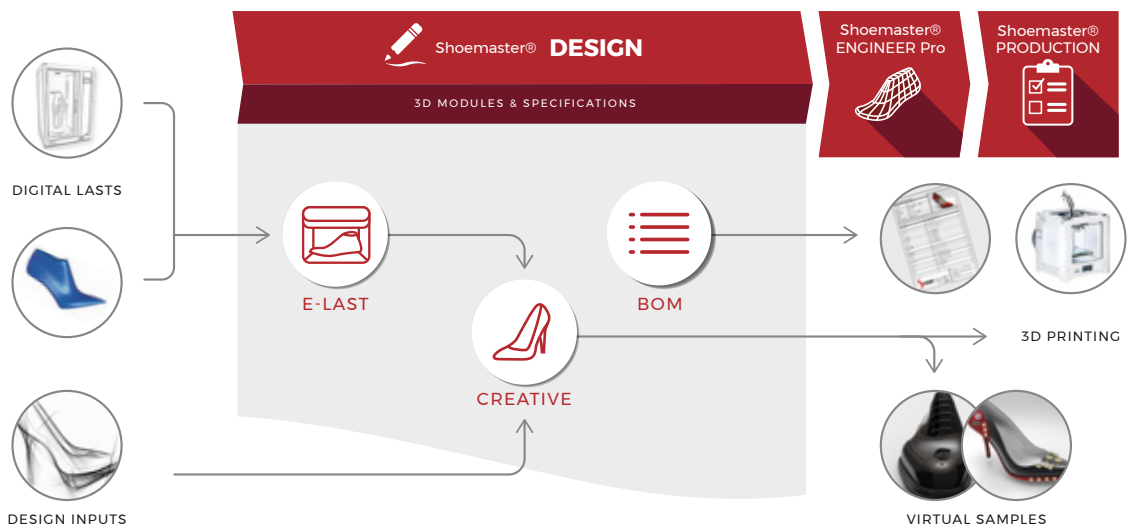 Shoemaster® DESIGN
3D MODULES & SPECIFICATIONS
Shoemaster®
ENGINEER Pro
Shoemaster®
PRODUCTION
DIGITAL LASTS
E-LAST
BOM
CREATIVE
3D PRINTING
DESIGN INPUTS
VIRTUAL SAMPLES